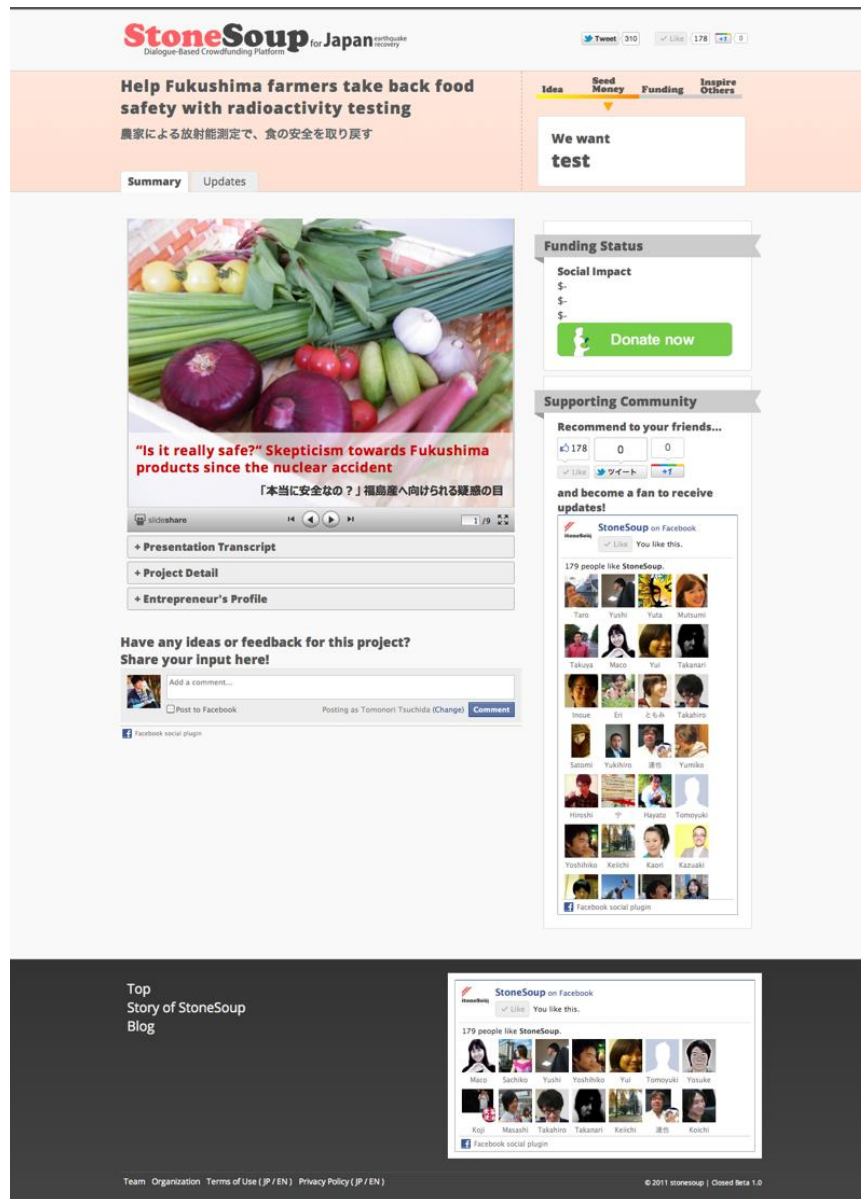 StoneSoup for Japan earthquake recovery
Dialogue-Based Crowdfunding Platform
Tweet 310 Like 178 +1 0
Help Fukushima farmers take back food
safety with radioactivity testing
農家による放射能測定で、食の安全を取り戻す
Idea Seed Money Funding Inspire Others
We want
test
Summary Updates
"Is it really safe?" Skepticism towards Fukushima
products since the nuclear accident
「本当に安全なの？」福島産へ向けられる疑惑の目
slideshare 1 /9
+ Presentation Transcript
+ Project Detail
+ Entrepreneur's Profile
Have any ideas or feedback for this project?
Share your input here!
Add a comment...
Post to Facebook Posting as Tomonori Tsuchida (Change) Comment
Facebook social plugin
Funding Status
Social Impact
$-
$-
$-
Donate now
Supporting Community
Recommend to your friends...
178 0 0
Like ツイート +1
and become a fan to receive
updates!
StoneSoup on Facebook
Like You like this.
179 people like StoneSoup.
Taro Yushi Yuta Mutsumi
Takuya Maco Yui Takanari
Inoue Eri ともみ Takahiro
Satomi Yukihiro 達也 Yumiko
Hiroshi Hayato Tomoyuki
Yoshihiko Keiichi Kaori Kazuaki
Facebook social plugin
Top
Story of StoneSoup
Blog
StoneSoup on Facebook
Like You like this.
179 people like StoneSoup.
Maco Sachiko Yushi Yoshihiko Yui Tomoyuki Yosuke
Koji Masashi Takahiro Takanari Keiichi 達也 Koichi
Facebook social plugin
Team Organization Terms of Use ( JP / EN ) Privacy Policy ( JP / EN )
© 2011 stonesoup | Closed Beta 1.0